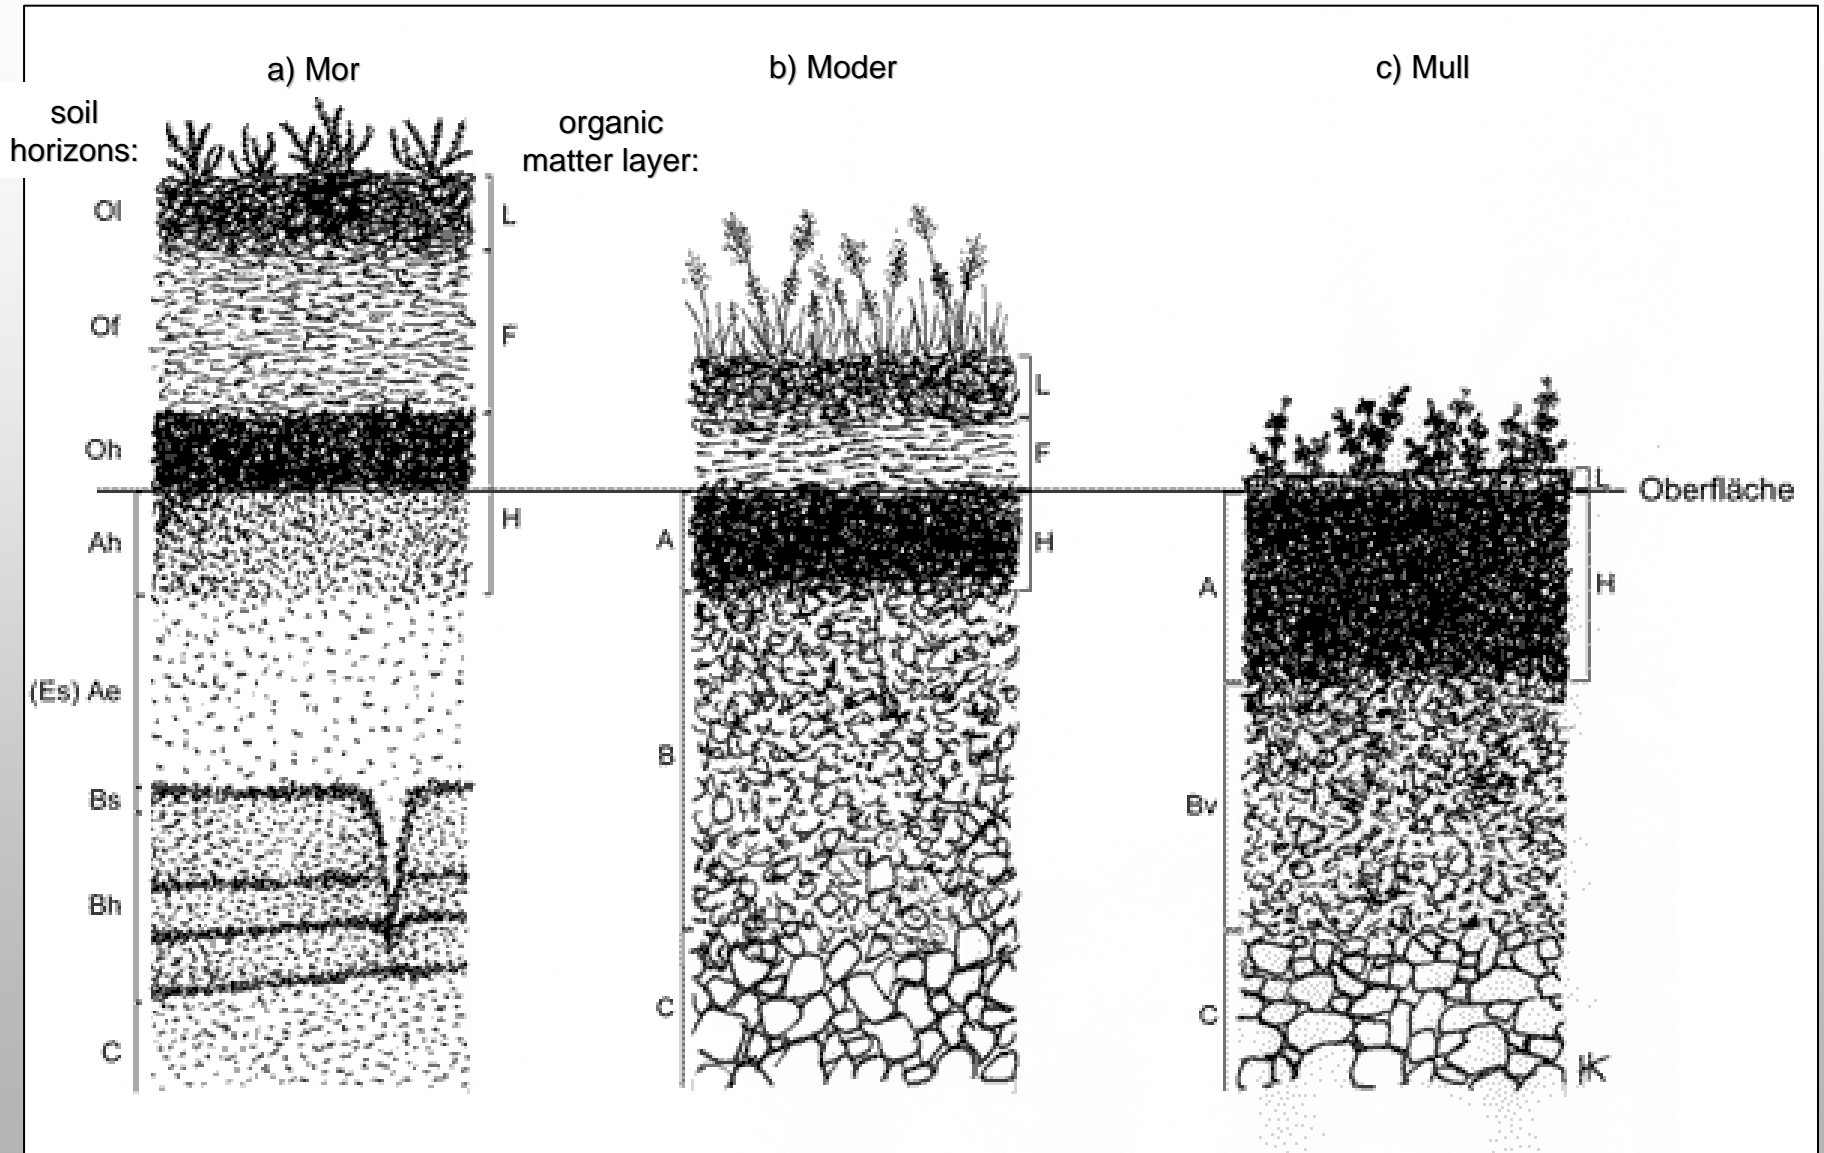 a) Mor
b) Moder
c) Mull
soil
horizons:
organic
matter layer:
Ol
L
Of
F
Oh
Ah
H
(Es) Ae
Bs
Bh
C
L
F
A
H
B
C
L
Oberfläche
A
H
Bv
C